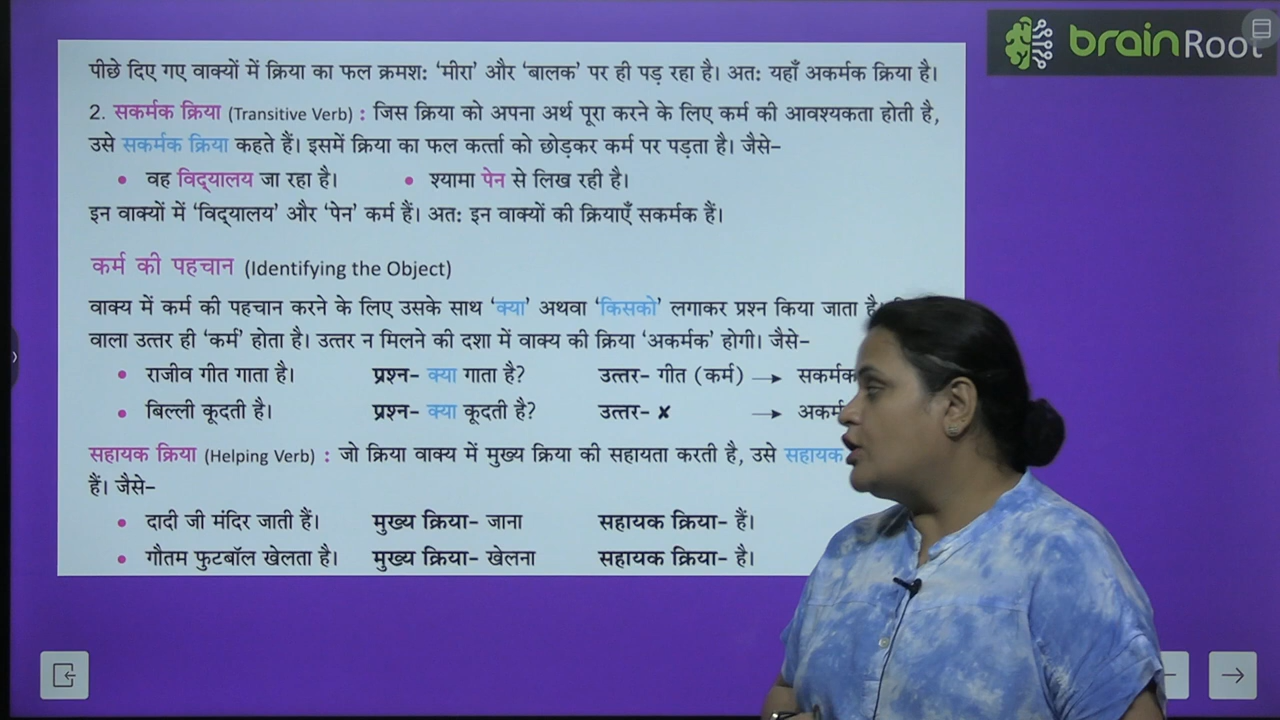 brainRoot
पीछे दिए गए वाक्यों में क्रिया का फल क्रमशः ‘मीरा’ और ‘बालक’ पर ही पड़ रहा है। अतः यहाँ अकर्मक क्रिया है।
2. सकर्मक क्रिया (Transitive Verb) : जिस क्रिया को अपना अर्थ पूरा करने के लिए कर्म की आवश्यकता होती है,
उसे सकर्मक क्रिया कहते हैं। इसमें क्रिया का फल कर्त्ता को छोड़कर कर्म पर पड़ता है। जैसे–
• वह विद्‌यालय जा रहा है। • श्यामा पेन से लिख रही है।
इन वाक्यों में ‘विद्‌यालय’ और ‘पेन’ कर्म हैं। अतः इन वाक्यों की क्रियाएँ सकर्मक हैं।
कर्म की पहचान (Identifying the Object)
वाक्य में कर्म की पहचान करने के लिए उसके साथ ‘क्या’ अथवा ‘किसको’ लगाकर प्रश्न किया जाता है।
वाला उत्तर ही ‘कर्म’ होता है। उत्तर न मिलने की दशा में वाक्य की क्रिया ‘अकर्मक’ होगी। जैसे–
• राजीव गीत गाता है। प्रश्न– क्या गाता है? उत्तर– गीत (कर्म) → सकर्मक
• बिल्ली कूदती है। प्रश्न– क्या कूदती है? उत्तर– ✘ →
सहायक क्रिया (Helping Verb) : जो क्रिया वाक्य में मुख्य क्रिया की सहायता करती है, उसे सहायक
हैं। जैसे–
• दादी जी मंदिर जाती हैं। मुख्य क्रिया– जाना सहायक क्रिया– हैं।
• गौतम फुटबॉल खेलता है। मुख्य क्रिया– खेलना सहायक क्रिया– है।